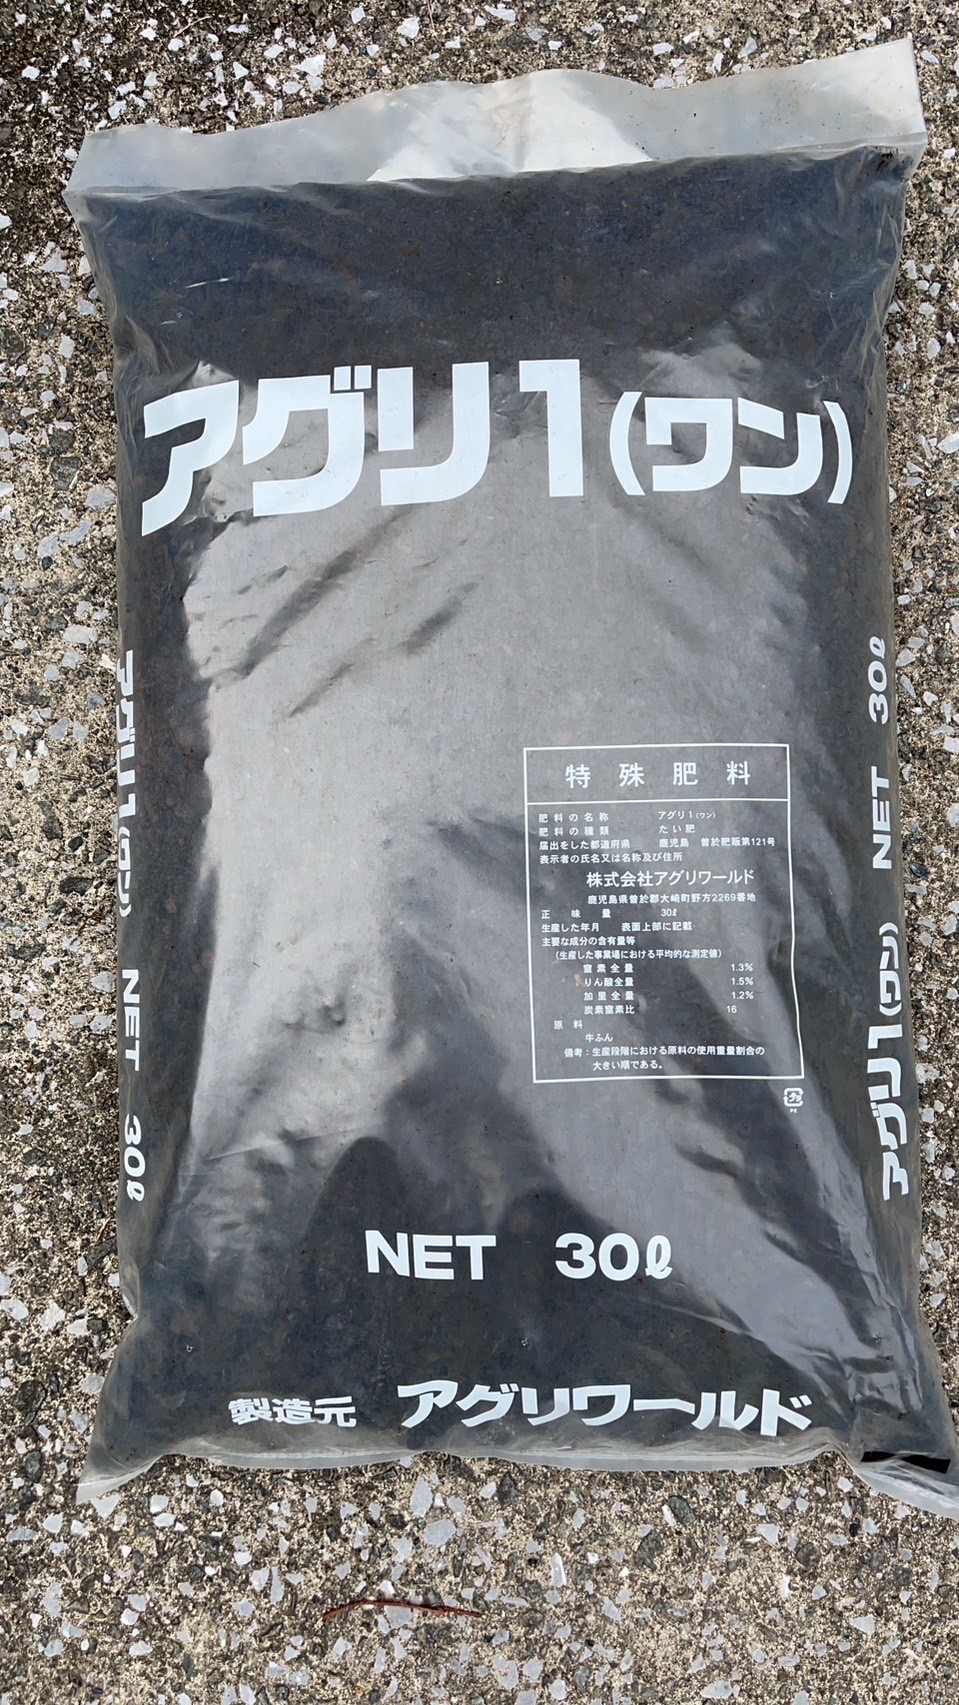 アグリ1(ワン)
特殊肥料
肥料の名称 アグリ1(ワン)
肥料の種類 たい肥
届出をした都道府県 鹿児島 曽於肥販第121号
表示者の氏名又は名称及び住所
株式会社アグリワールド
鹿児島県曽於郡大崎町野方2269番地
正味量 30ℓ
生産した年月 表面上部に記載
主要な成分の含有量等
(生産した事業場における平均的な測定値)
窒素全量 1.3%
りん酸全量 1.5%
加里全量 1.2%
炭素窒素比 16
原料
牛ふん
備考:生産段階における原料の使用重量割合の
大きい順である。
プラ
PE
NET 30ℓ
製造元 アグリワールド
アグリ1(ワン) NET 30ℓ
アグリ1(ワン) NET 30ℓ